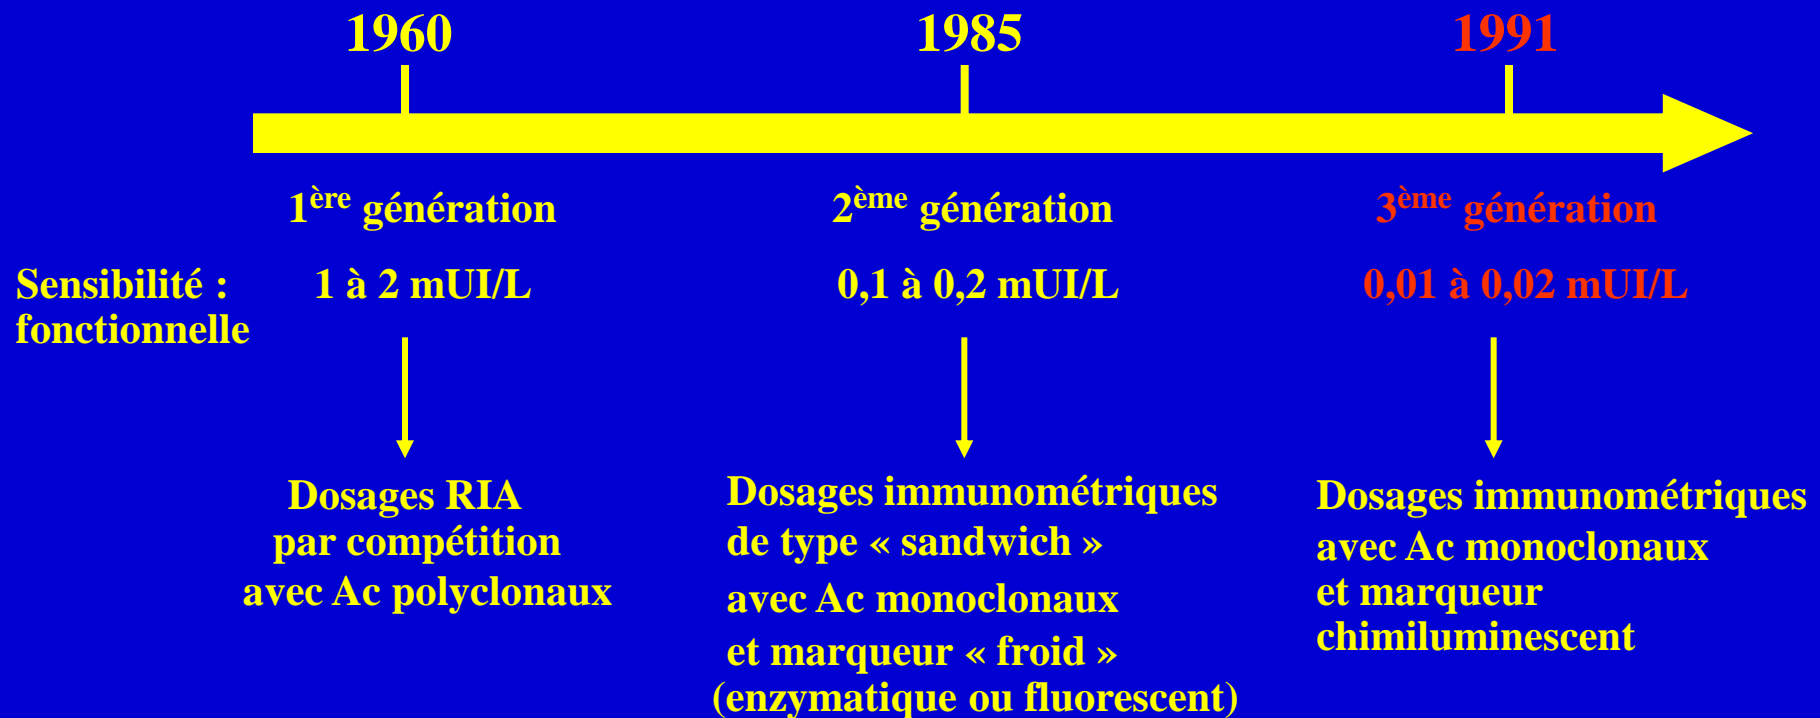 1960
1985
1991
1ère génération
2ème génération
3ème génération
Sensibilité :
fonctionnelle
1 à 2 mUI/L
0,1 à 0,2 mUI/L
0,01 à 0,02 mUI/L
Dosages RIA
par compétition
avec Ac polyclonaux
Dosages immunométriques
de type « sandwich »
avec Ac monoclonaux
et marqueur « froid »
(enzymatique ou fluorescent)
Dosages immunométriques
avec Ac monoclonaux
et marqueur
chimiluminescent